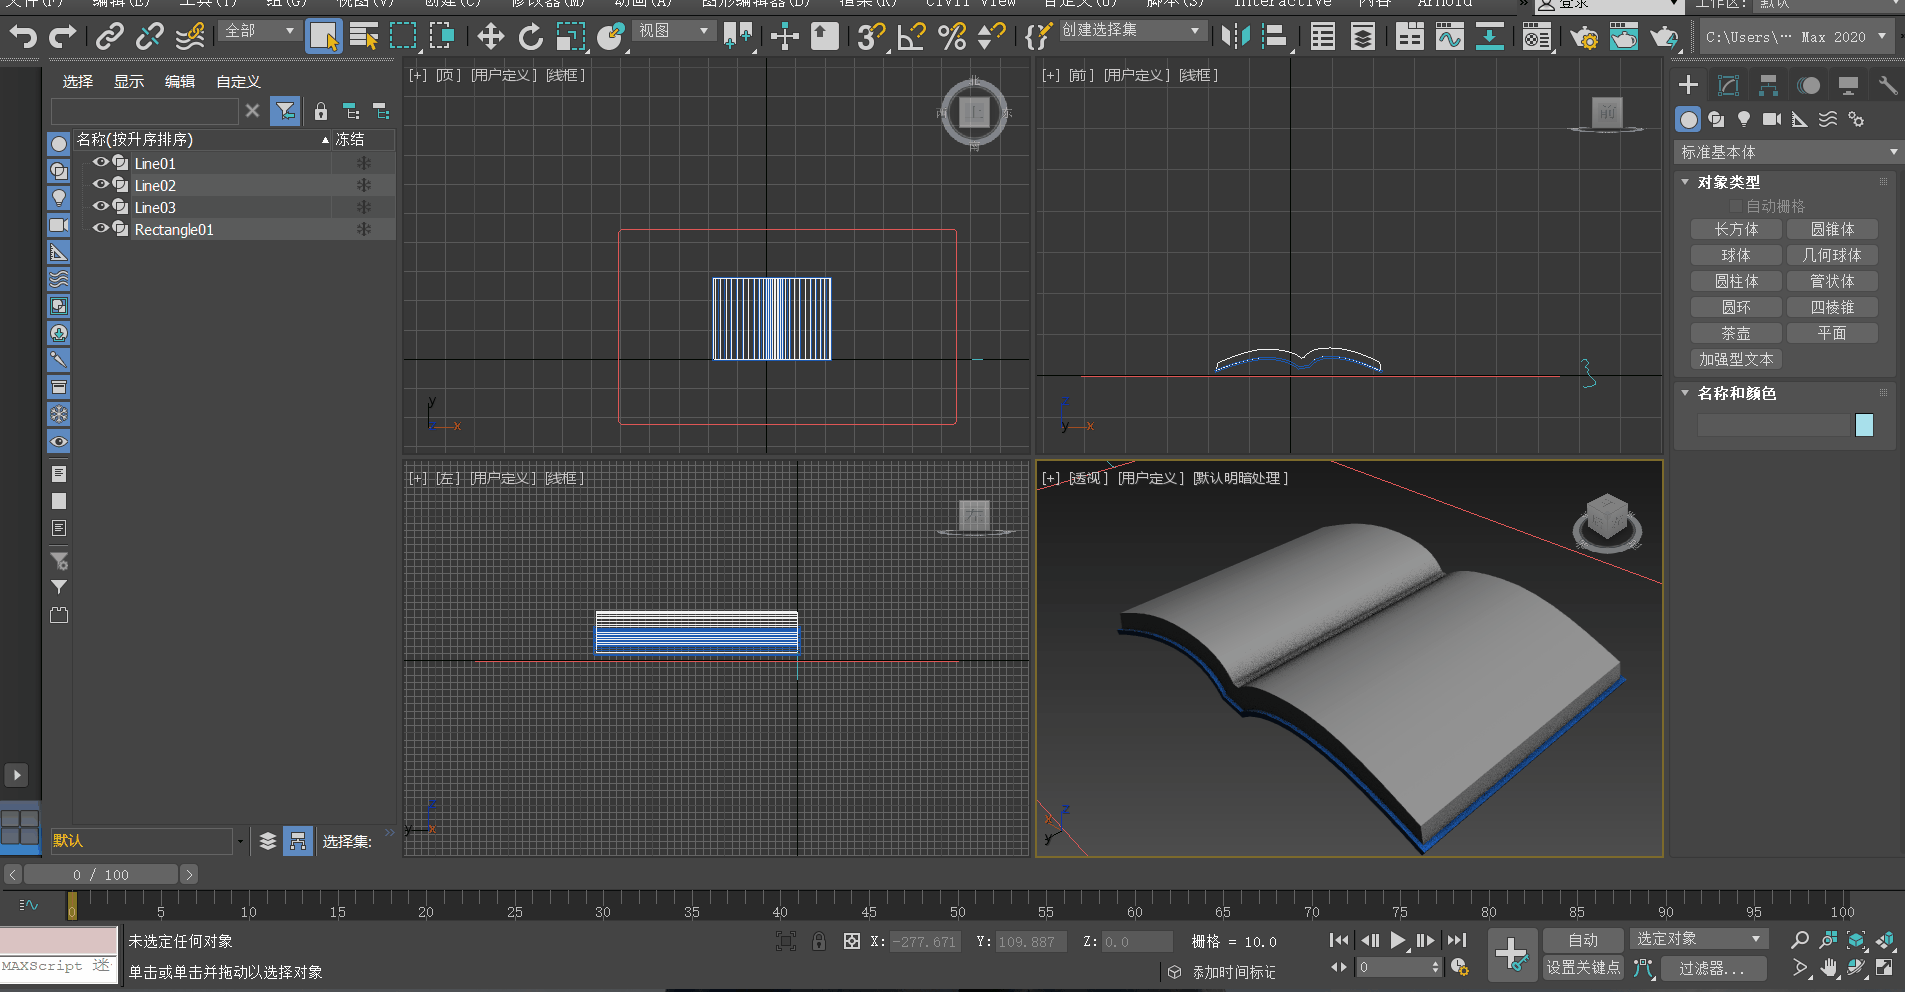 文件(F) 编辑(E) 工具(T) 组(G) 视图(V) 创建(C) 修改器(M) 动画(A) 图形编辑器(D) 渲染(R) Civil View 自定义(U) 脚本(S) Interactive 内容 Arnold » 登录 工作区: 默认
全部 视图 创建选择集 C:\Users\··· Max 2020
选择 显示 编辑 自定义
名称(按升序排序) 冻结
Line01
Line02
Line03
Rectangle01
[+] [顶] [用户定义] [线框]
北
西 上 东
南
y
x
[+] [前] [用户定义] [线框]
前
z
y x
[+] [左] [用户定义] [线框]
左
z
y x
[+] [透视] [用户定义] [默认明暗处理]
z
x
y
标准基本体
对象类型
自动栅格
长方体 圆锥体
球体 几何球体
圆柱体 管状体
圆环 四棱锥
茶壶 平面
加强型文本
名称和颜色
默认 选择集: »
0 / 100
0 5 10 15 20 25 30 35 40 45 50 55 60 65 70 75 80 85 90 95 100
未选定任何对象 X: -277.671 Y: 109.887 Z: 0.0 栅格 = 10.0 自动 选定对象
MAXScript 迷 单击或单击并拖动以选择对象 添加时间标记 0 设置关键点 过滤器...